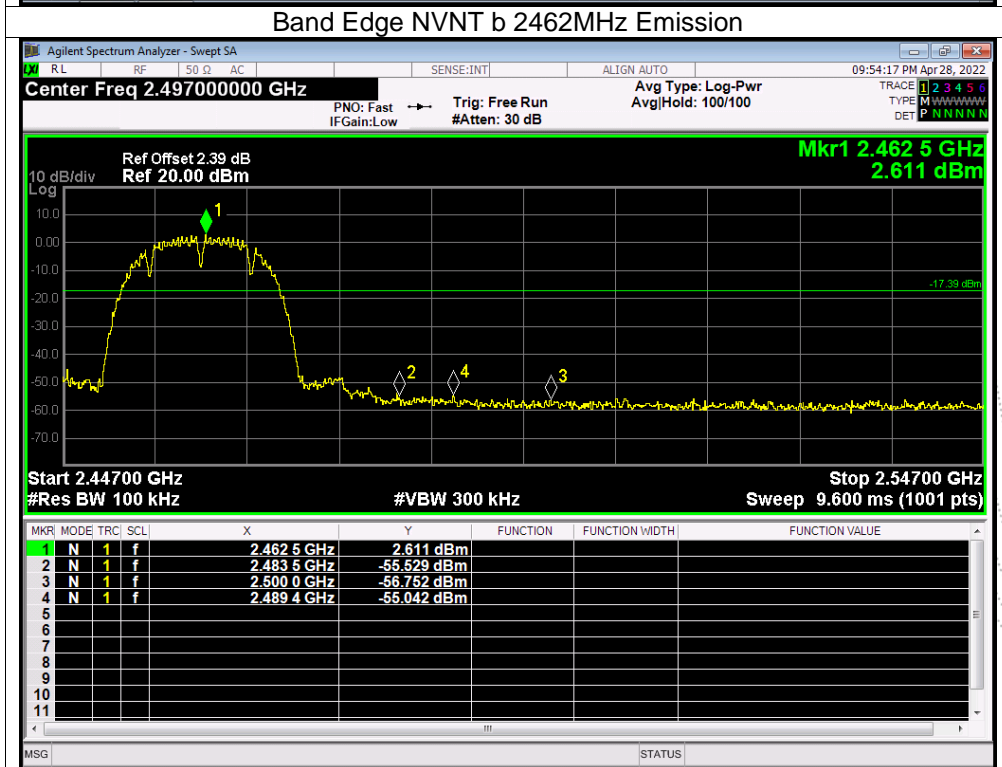 Band Edge NVNT b 2462MHz Emission
Agilent Spectrum Analyzer - Swept SA
LXI RL RF 50 Ω AC SENSE:INT ALIGN AUTO 09:54:17 PM Apr 28, 2022
Center Freq 2.497000000 GHz Avg Type: Log-Pwr TRACE 1 2 3 4 5 6
PNO: Fast Trig: Free Run Avg|Hold: 100/100 TYPE M WWWWW
IFGain:Low #Atten: 30 dB DET P N N N N N
Mkr1 2.462 5 GHz
Ref Offset 2.39 dB
10 dB/div Ref 20.00 dBm 2.611 dBm
Log
10.0
1
0.00
-10.0
-17.39 dBm
-20.0
-30.0
-40.0
-50.0
2 4 3
-60.0
-70.0
Start 2.44700 GHz Stop 2.54700 GHz
#Res BW 100 kHz #VBW 300 kHz Sweep 9.600 ms (1001 pts)
MKR MODE TRC SCL X Y FUNCTION FUNCTION WIDTH FUNCTION VALUE
1 N 1 f 2.462 5 GHz 2.611 dBm
2 N 1 f 2.483 5 GHz -55.529 dBm
3 N 1 f 2.500 0 GHz -56.752 dBm
4 N 1 f 2.489 4 GHz -55.042 dBm
5
6
7
8
9
10
11
MSG STATUS